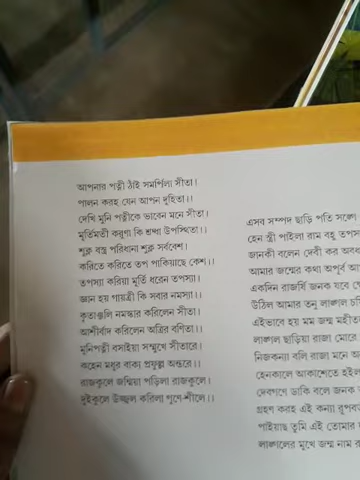 আপনার পত্নী ঠাঁই সমর্পিলা সীতা।
পালন করহ যেন আপন দুহিতা।।
দেখি মুনি পত্নীকে ভাবেন মনে সীতা।
মূর্তিমতী করুণা কি শ্রদ্ধা উপস্থিতা।।
শুক্ল বস্ত্র পরিধানা শুক্ল সর্ববেশ।
করিতে করিতে তপ পাকিয়াছে কেশ।।
তপস্যা করিয়া মূর্তি ধরেন তপস্যা।
জ্ঞান হয় গায়ত্রী কি সবার নমস্যা।।
কৃতাঞ্জলি নমস্কার করিলেন সীতা।
আশীর্বাদ করিলেন অত্রির বণিতা।।
মুনিপত্নী বসাইয়া সম্মুখে সীতারে।
কহেন মধুর বাক্য প্রফুল্ল অন্তরে।।
রাজকূলে জন্মিয়া পড়িলা রাজকূলে।
দুইকূলে উজ্জ্বল করিলা গুণে-শীলে।।
এসব সম্পদ ছাড়ি পতি সঙ্গে
হেন স্ত্রী পাইলা রাম বহু তপস
জানকী বলেন দেবী কর অবধ
আমার জন্মের কথা অপূর্ব আ
একদিন রাজর্ষি জনক যবে ক্ষে
উঠিল আমার তনু লাঙ্গল চ
এইভাবে হয় মম জন্ম মহীত
লাঙ্গল ছাড়িয়া রাজা মোরে
নিজকন্যা বলি রাজা মনে অ
হেনকালে আকাশেতে হইল
দেবগণে ডাকি বলে জনক
গ্রহণ করহ এই কন্যা রূপব
পাইয়াছ তুমি এই তোমার
লাঙ্গলের মুখে জন্ম নাম র